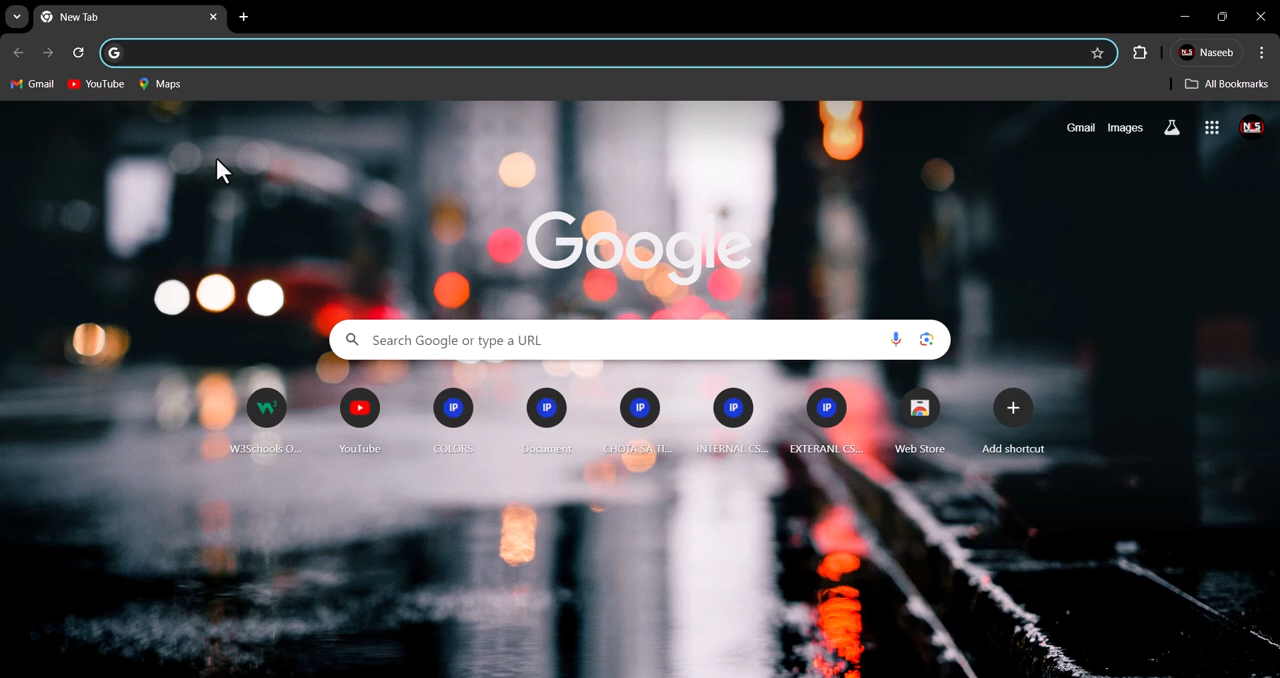 New Tab
Naseeb
Gmail YouTube Maps
All Bookmarks
Gmail Images
Google
Search Google or type a URL
W3Schools O... YouTube COLORS Document CHOTA SA TI... INTERNAL CS... EXTERANL CS... Web Store Add shortcut